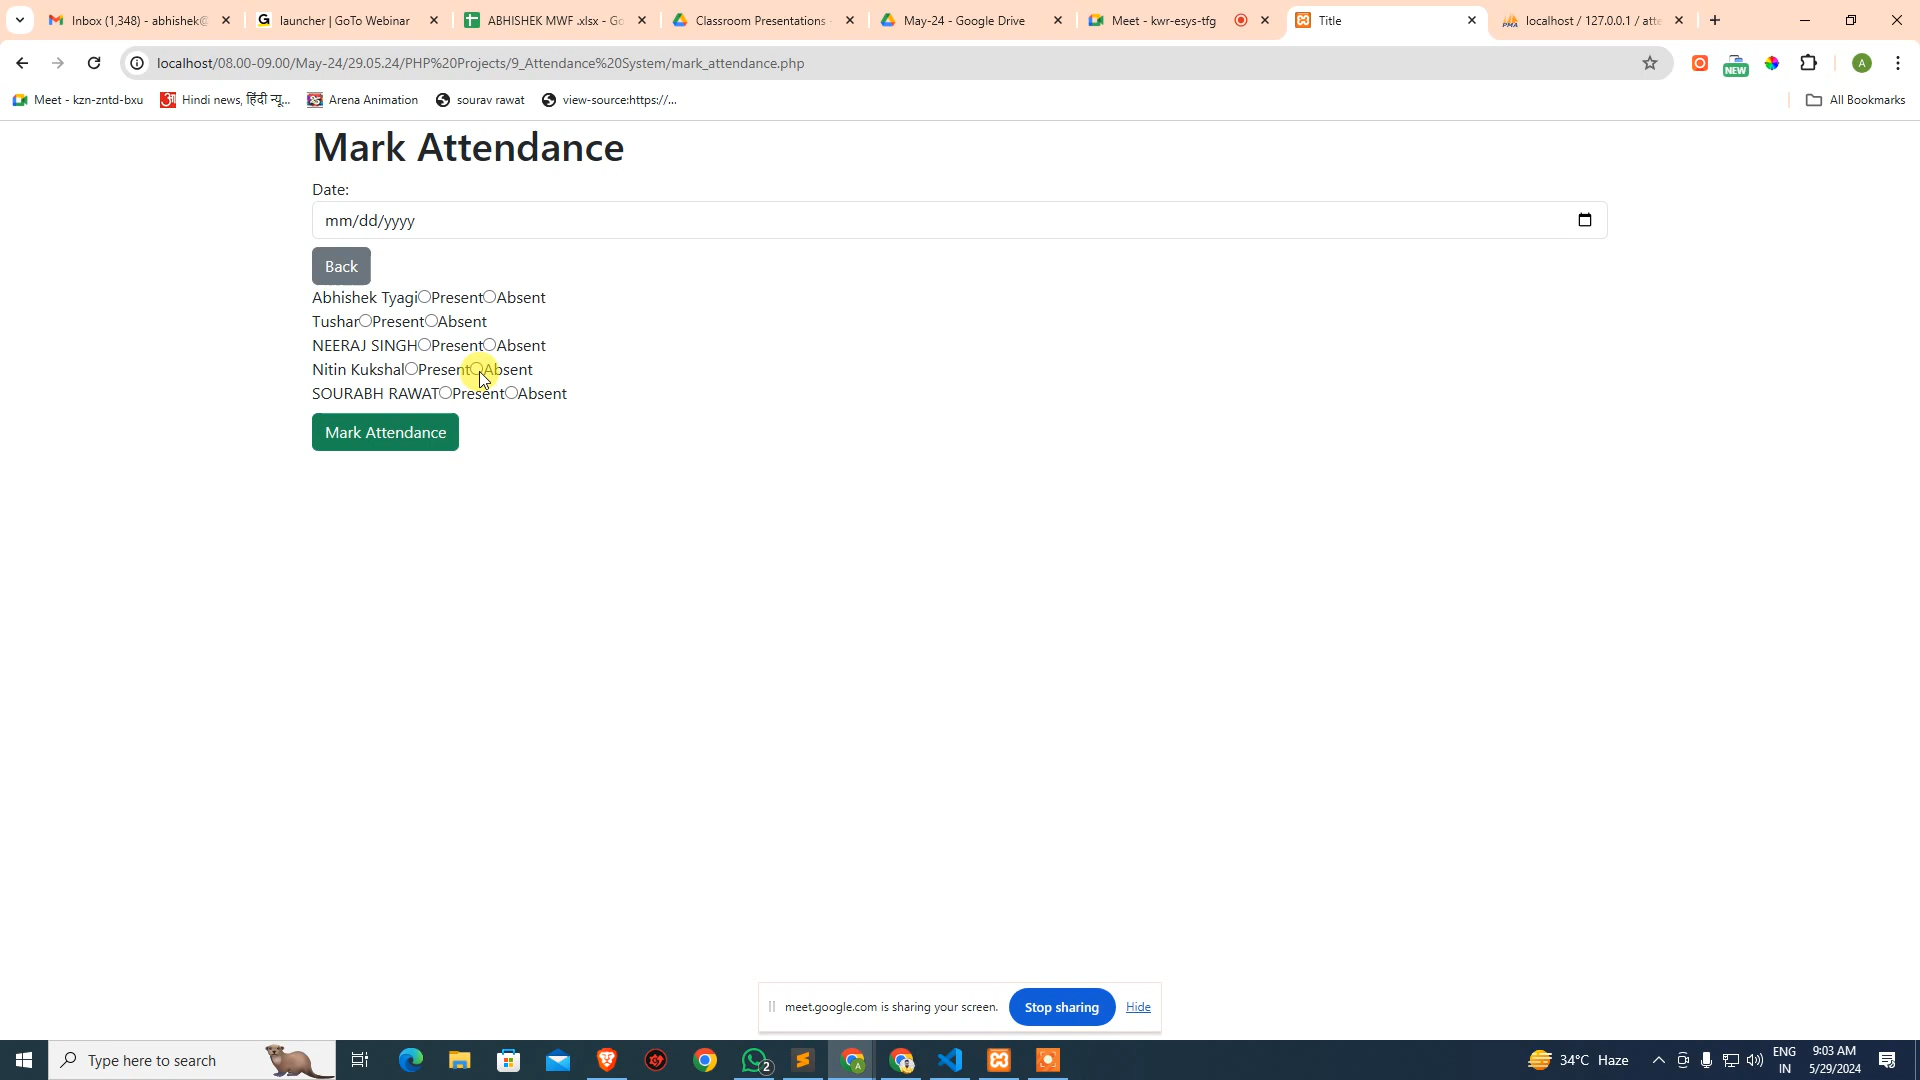 Inbox (1,348) - abhishek@
launcher | GoTo Webinar
ABHISHEK MWF .xlsx - Go
Classroom Presentations -
May-24 - Google Drive
Meet - kwr-esys-tfg
Title
localhost / 127.0.0.1 / atte
localhost/08.00-09.00/May-24/29.05.24/PHP%20Projects/9_Attendance%20System/mark_attendance.php
NEW
A
Meet - kzn-zntd-bxu
Hindi news, हिंदी न्यू...
Arena Animation
sourav rawat
view-source:https://...
All Bookmarks
Mark Attendance
Date:
mm/dd/yyyy
Back
Abhishek Tyagi Present Absent
Tushar Present Absent
NEERAJ SINGH Present Absent
Nitin Kukshal Present Absent
SOURABH RAWAT Present Absent
Mark Attendance
meet.google.com is sharing your screen.
Stop sharing
Hide
Type here to search
2
34°C Haze
ENG
IN
9:03 AM
5/29/2024